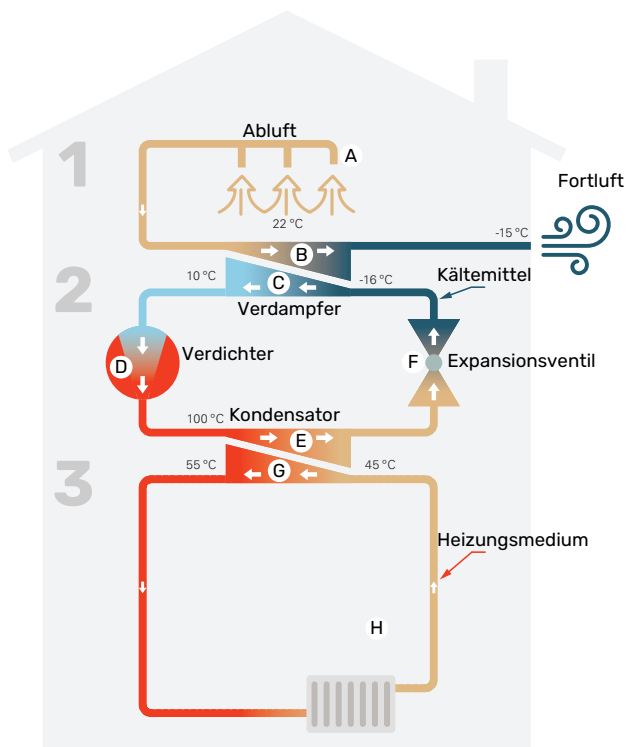 Abluft
A
1
Fortluft
22 °C
-15 °C
B
2
10 °C
C
-16 °C
Kältemittel
Verdampfer
D
Verdichter
F
Expansionsventil
100 °C
Kondensator
E
3
55 °C
G
45 °C
Heizungsmedium
H